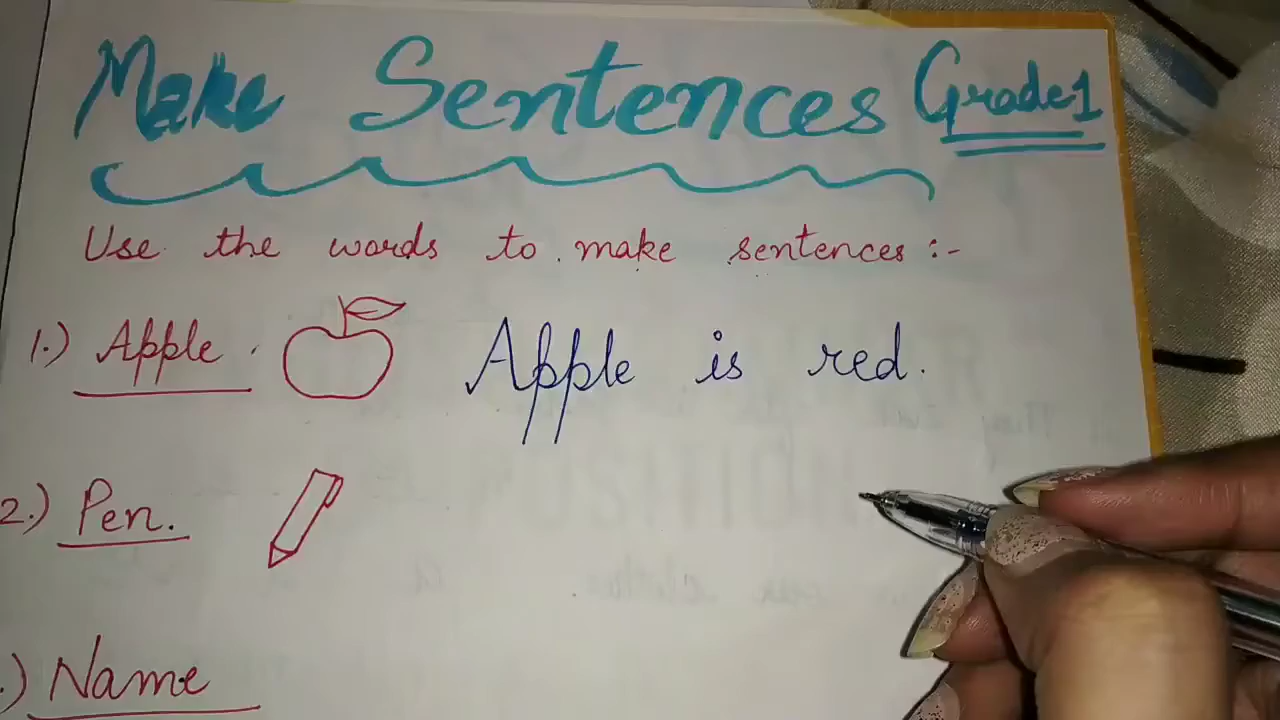 Make Sentences Grade 1
Use the words to make sentences :-
1.) Apple. Apple is red.
2.) Pen.
.) Name